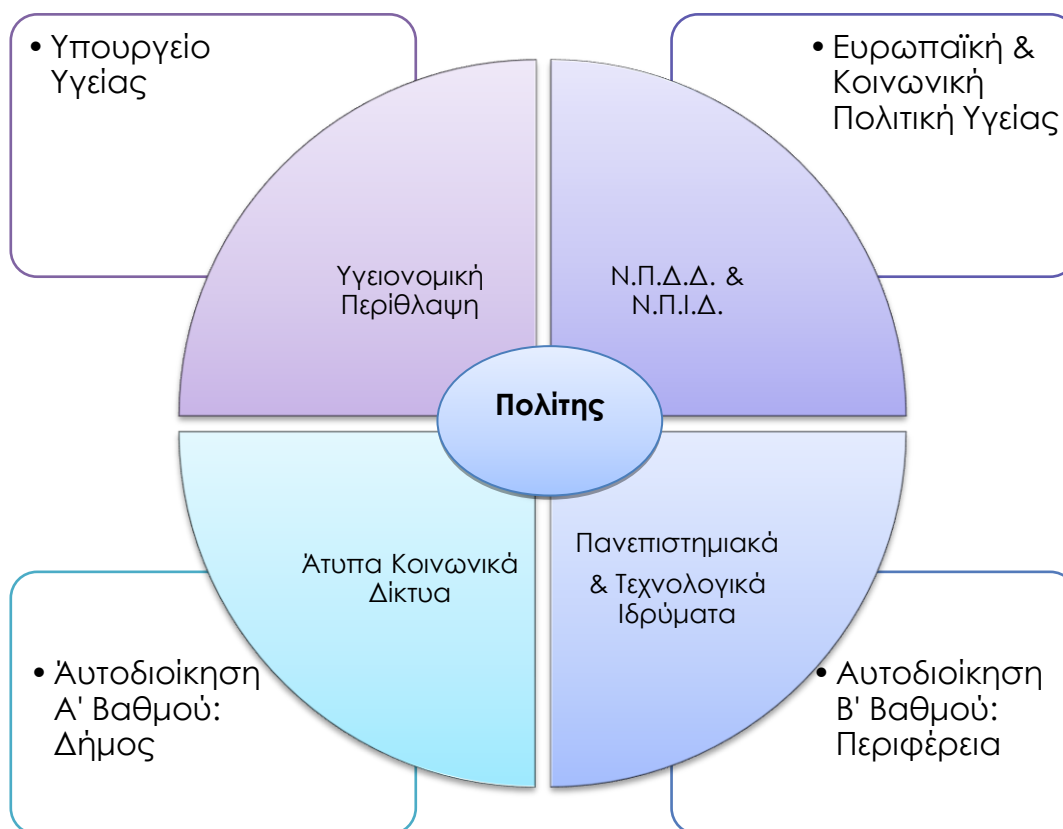 • Υπουργείο
Υγείας
• Ευρωπαϊκή &
Κοινωνική
Πολιτική Υγείας
Υγειονομική
Περίθλαψη
Ν.Π.Δ.Δ. &
Ν.Π.Ι.Δ.
Πολίτης
Άτυπα Κοινωνικά
Δίκτυα
Πανεπιστημιακά
& Τεχνολογικά
Ιδρύματα
• Άυτοδιοίκηση
Α' Βαθμού:
Δήμος
• Αυτοδιοίκηση
Β' Βαθμού:
Περιφέρεια